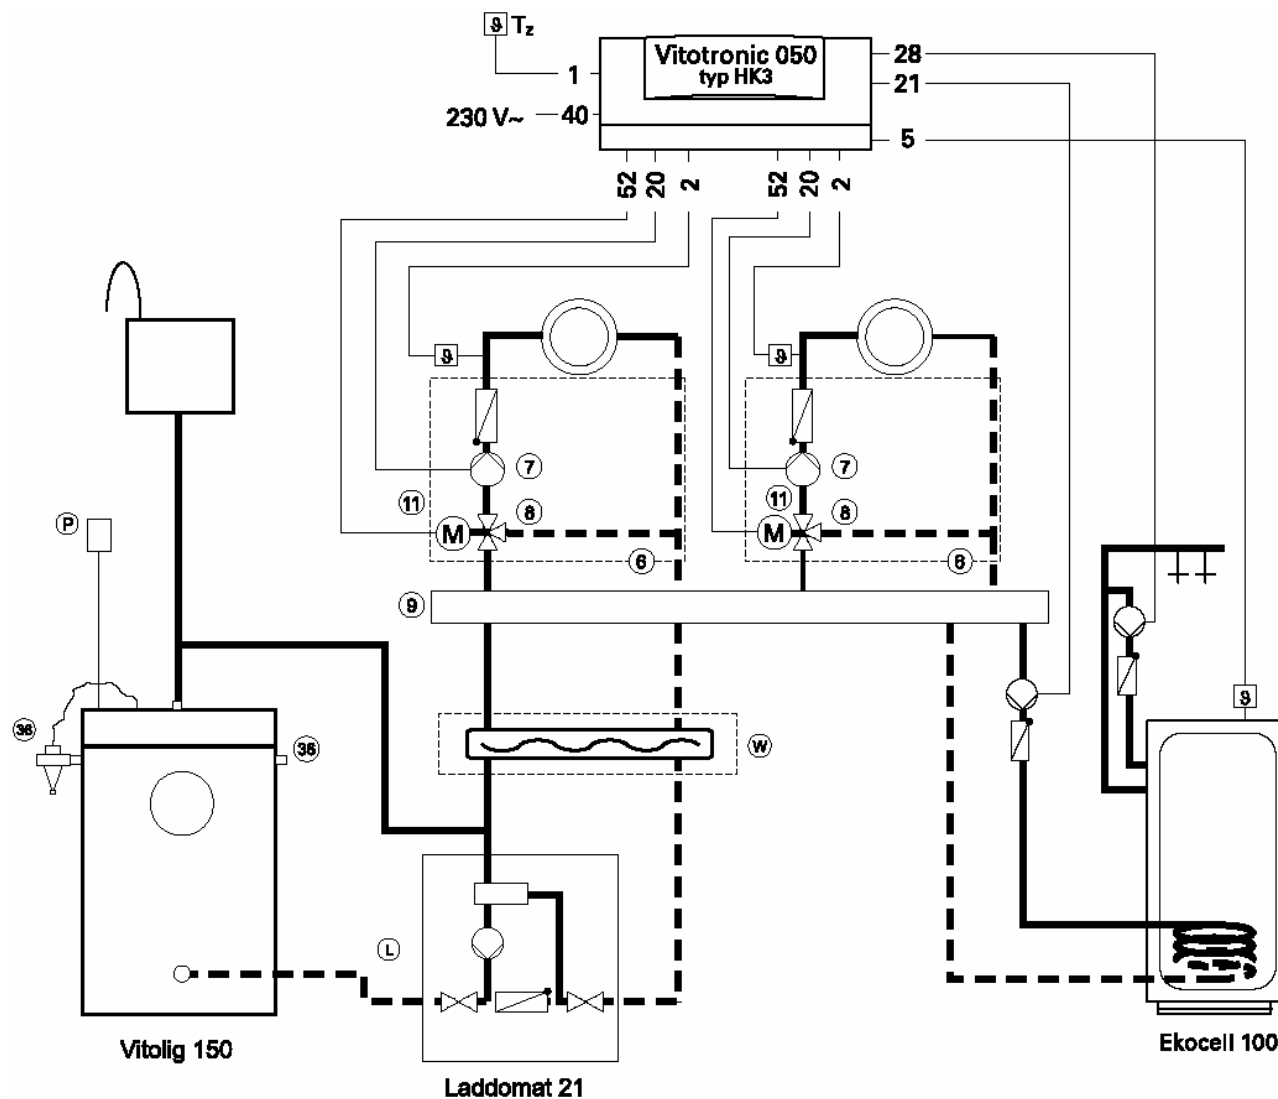 ϑ Tz
Vitotronic 050
typ HK3
28
1
21
230 V~ 40
5
52 20 2 52 20 2
ϑ ϑ
7 7
11 8 11 8
P
M M
6 6
9
ϑ
36 35 W
L
Vitolig 150
Ekocell 100
Laddomat 21